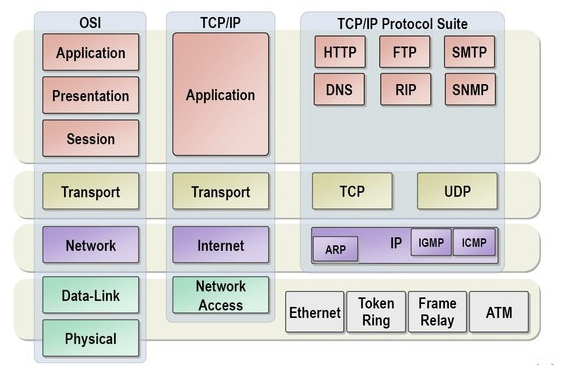 OSI
TCP/IP
TCP/IP Protocol Suite
Application
Presentation
Session
Application
HTTP
FTP
SMTP
DNS
RIP
SNMP
Transport
Transport
TCP
UDP
Network
Internet
ARP
IP
IGMP
ICMP
Data-Link
Physical
Network
Access
Ethernet
Token
Ring
Frame
Relay
ATM